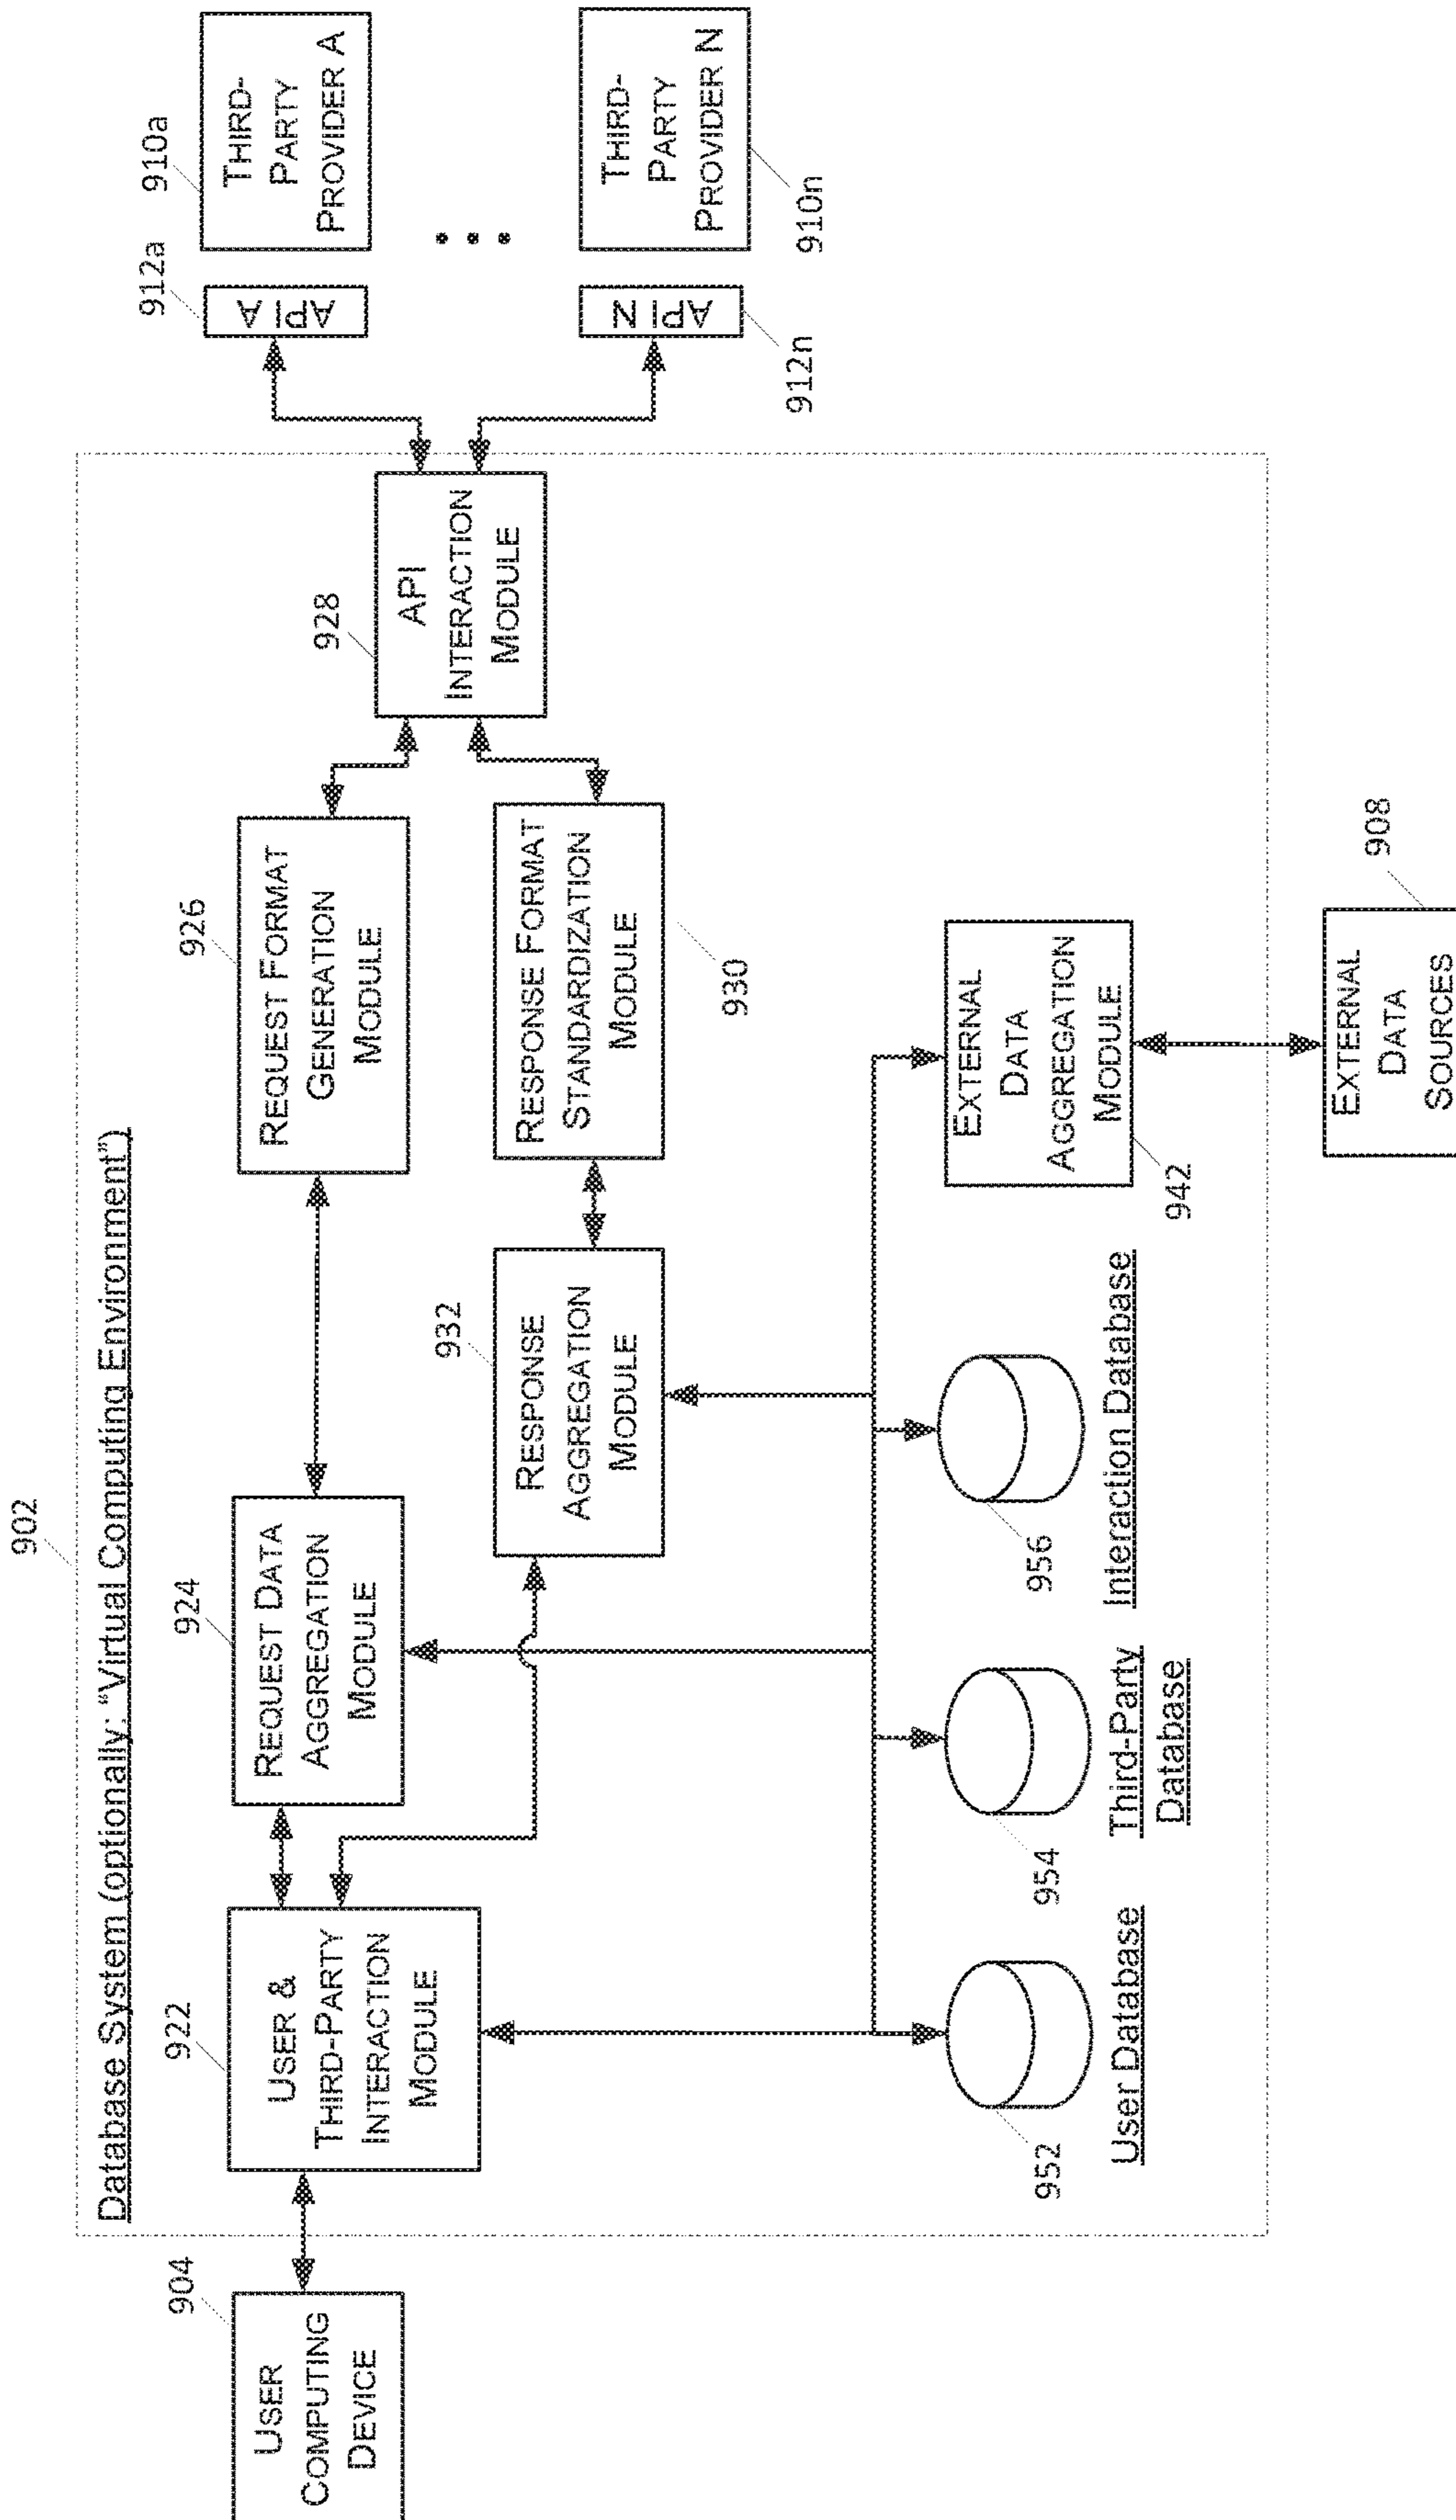 902
Database System (optionally: “Virtual Computing Environment”)
904
USER
COMPUTING
DEVICE
922
USER &
THIRD-PARTY
INTERACTION
MODULE
924
REQUEST DATA
AGGREGATION
MODULE
926
REQUEST FORMAT
GENERATION
MODULE
928
API
INTERACTION
MODULE
912a
API A
910a
THIRD-
PARTY
PROVIDER A
912n
API N
910n
THIRD-
PARTY
PROVIDER N
932
RESPONSE
AGGREGATION
MODULE
930
RESPONSE FORMAT
STANDARDIZATION
MODULE
952
User Database
954
Third-Party
Database
956
Interaction Database
942
EXTERNAL
DATA
AGGREGATION
MODULE
908
EXTERNAL
DATA
SOURCES